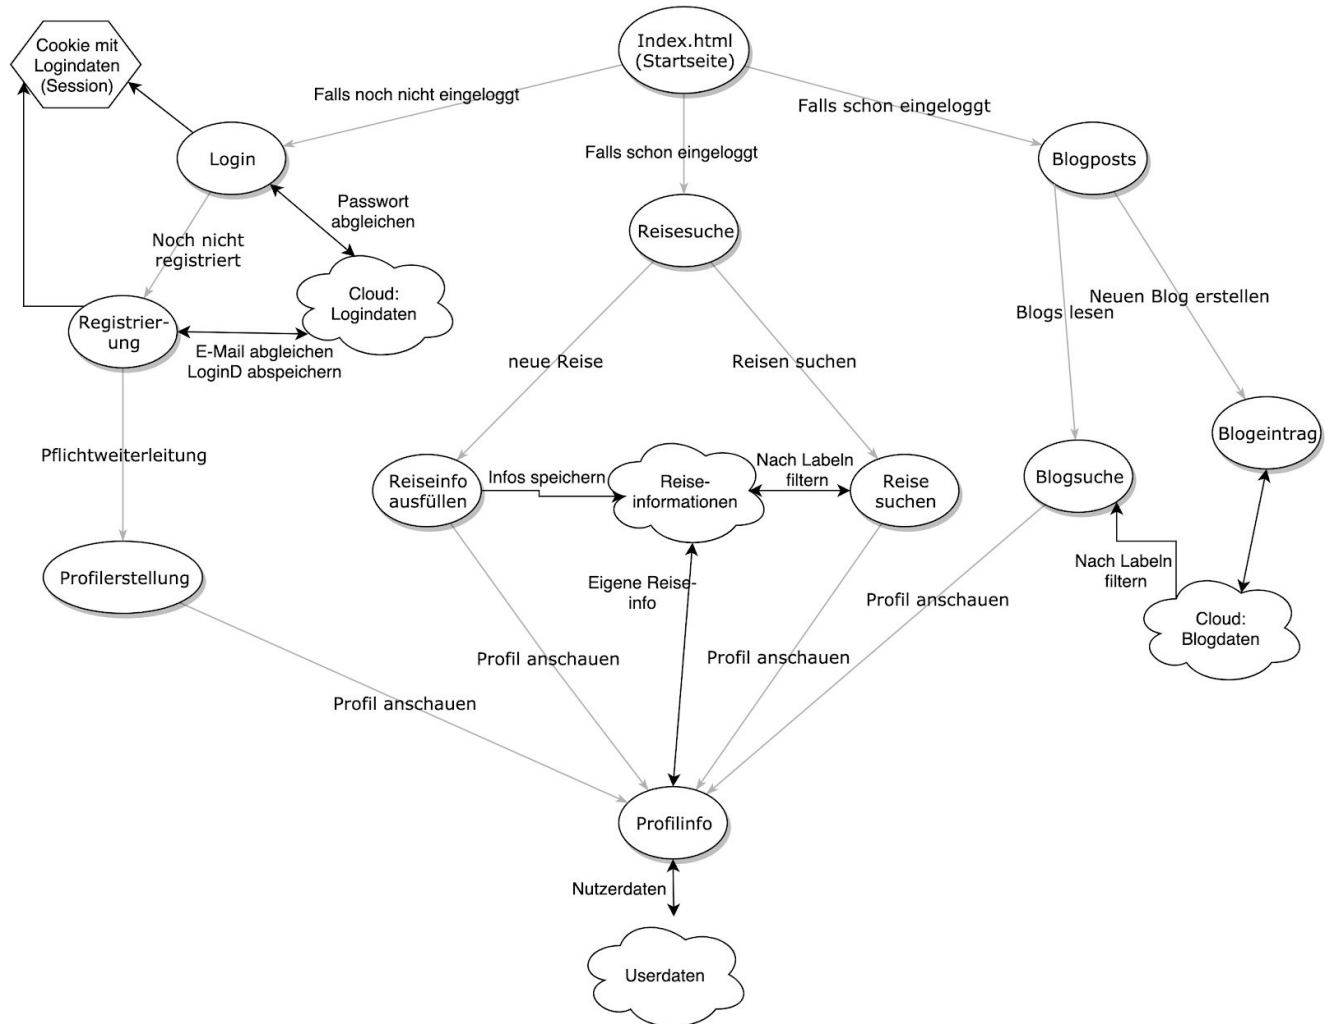 Index.html
(Startseite)
Cookie mit
Logindaten
(Session)
Falls noch nicht eingeloggt
Falls schon eingeloggt
Falls schon eingeloggt
Login
Blogposts
Passwort
abgleichen
Reisesuche
Noch nicht
registriert
Cloud:
Logindaten
Registrier-
ung
E-Mail abgleichen
LoginD abspeichern
Neuen Blog erstellen
Blogs lesen
neue Reise
Reisen suchen
Blogeintrag
Pflichtweiterleitung
Reiseinfo
ausfüllen
Infos speichern
Reise-
informationen
Nach Labeln
filtern
Reise
suchen
Blogsuche
Nach Labeln
filtern
Profilerstellung
Eigene Reise-
info
Profil anschauen
Cloud:
Blogdaten
Profil anschauen
Profil anschauen
Profil anschauen
Profilinfo
Nutzerdaten
Userdaten